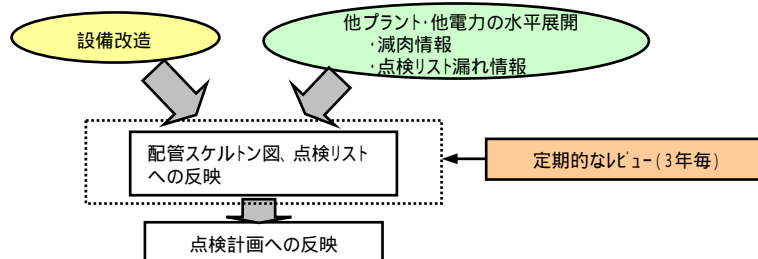 設備改造
他プラント・他電力の水平展開
・減肉情報
・点検リスト漏れ情報
配管スケルトン図、点検リスト
への反映
定期的なﾚﾋﾞｭｰ(3年毎)
点検計画への反映